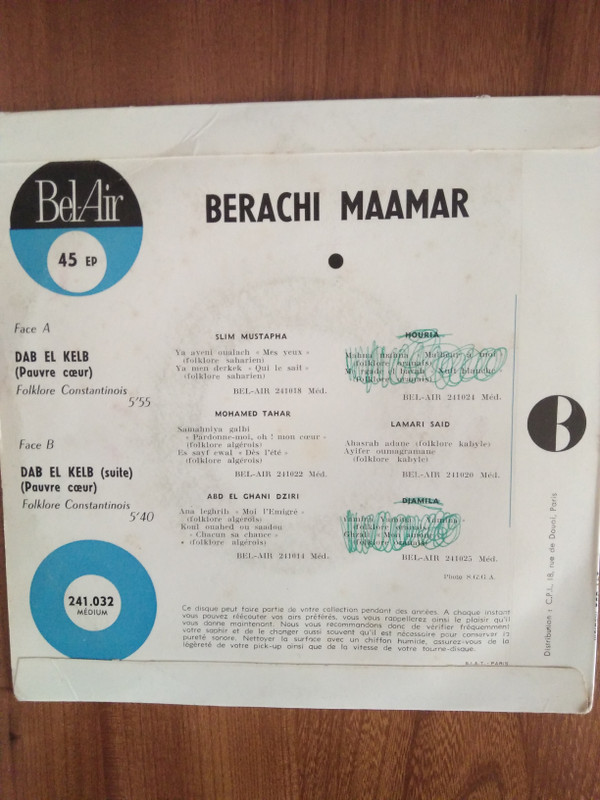 Bel-Air
45 EP
BERACHI MAAMAR
Face A
DAB EL KELB
(Pauvre cœur)
Folklore Constantinois
5'55
Face B
DAB EL KELB (suite)
(Pauvre cœur)
Folklore Constantinois
5'40
241.032
MÉDIUM
SLIM MUSTAPHA
Ya aveni oualach « Mes yeux »
(folklore saharien)
Ya men derkek « Qui le sait »
(folklore saharien)
BEL-AIR 241018 Méd.
MOHAMED TAHAR
Samahniya galbi
« Pardonne-moi, oh ! mon cœur »
(folklore algérois)
Es sayf ewal « Dès l'été »
(folklore algérois)
BEL-AIR 241022 Méd.
ABD EL GHANI DZIRI
Ana leghrib « Moi l'Emigré »
(folklore algérois)
Koul ouahed ou saadou
« Chacun sa chance »
(folklore algérois)
BEL-AIR 241014 Méd.
HOURIA
BEL-AIR 241024 Méd.
LAMARI SAID
Ahasrah adane (folklore kabyle)
Ayifer oumagramane
(folklore kabyle)
BEL-AIR 241020 Méd.
DJAMILA
BEL-AIR 241025 Méd.
Photo S.G.G.A.
Ce disque peut faire partie de votre collection pendant des années. A chaque instant
vous pouvez réécouter vos airs préférés, vous vous rappellerez ainsi le plaisir qu'il
vous donne maintenant. Nous vous recommandons donc de vérifier fréquemment
votre saphir et de le changer aussi souvent qu'il est nécessaire pour conserver la
pureté sonore. Nettoyer la surface avec un chiffon humide, assurez-vous de la
légèreté de votre pick-up ainsi que de la vitesse de votre tourne-disque.
PARIS
B
Distribution : C.P.I., 18, rue de Douai, Paris